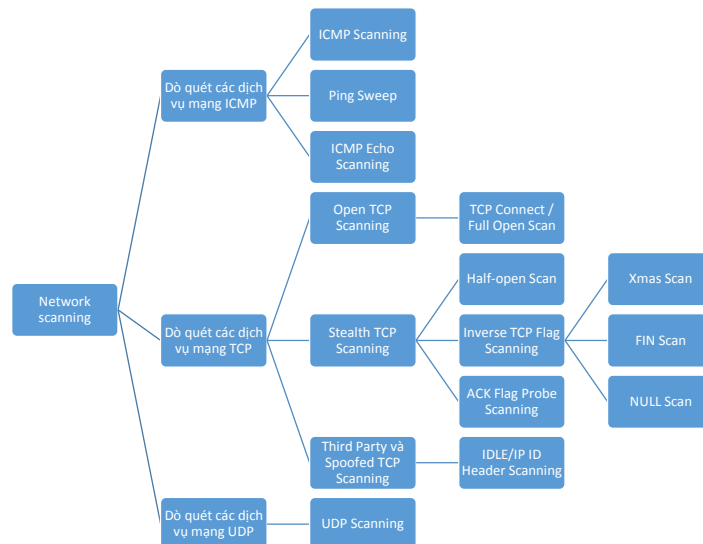 Network
scanning
Dò quét các dịch
vụ mạng ICMP
ICMP Scanning
Ping Sweep
ICMP Echo
Scanning
Dò quét các dịch
vụ mạng TCP
Open TCP
Scanning
TCP Connect /
Full Open Scan
Stealth TCP
Scanning
Half-open Scan
Inverse TCP Flag
Scanning
Xmas Scan
FIN Scan
NULL Scan
ACK Flag Probe
Scanning
Third Party và
Spoofed TCP
Scanning
IDLE/IP ID
Header Scanning
Dò quét các dịch
vụ mạng UDP
UDP Scanning